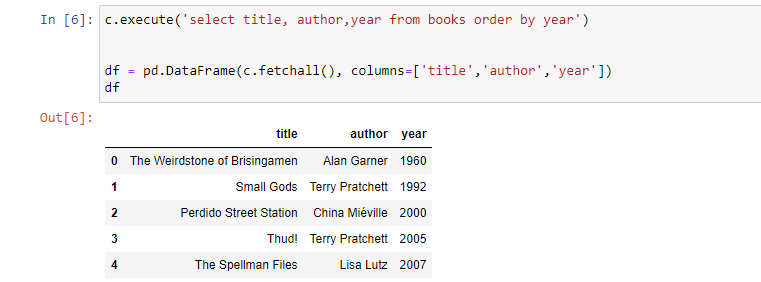 In [6]: c.execute('select title, author,year from books order by year')
df = pd.DataFrame(c.fetchall(), columns=['title','author','year'])
df
Out[6]:
title author year
0 The Weirdstone of Brisingamen Alan Garner 1960
1 Small Gods Terry Pratchett 1992
2 Perdido Street Station China Miéville 2000
3 Thud! Terry Pratchett 2005
4 The Spellman Files Lisa Lutz 2007